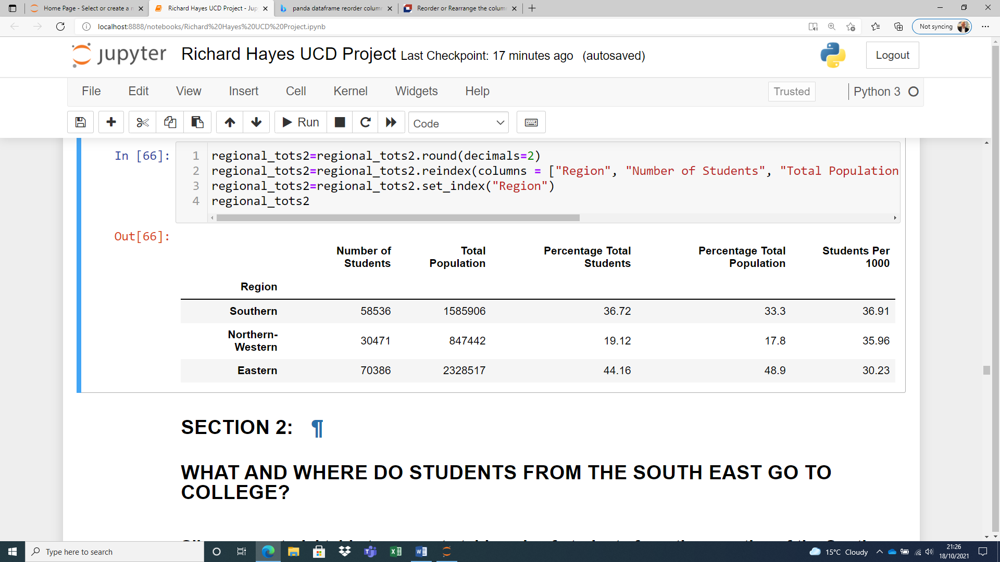 Home Page - Select or create a n
Richard Hayes UCD Project - Jup
panda dataframe reorder column
Reorder or Rearrange the colum
localhost:8888/notebooks/Richard%20Hayes%20UCD%20Project.ipynb
Not syncing
jupyter Richard Hayes UCD Project Last Checkpoint: 17 minutes ago (autosaved)
Logout
File Edit View Insert Cell Kernel Widgets Help
Trusted
Python 3
Run
Code
In [66]:
1 regional_tots2=regional_tots2.round(decimals=2)
2 regional_tots2=regional_tots2.reindex(columns = ["Region", "Number of Students", "Total Population
3 regional_tots2=regional_tots2.set_index("Region")
4 regional_tots2
Out[66]:
Number of Students Total Population Percentage Total Students Percentage Total Population Students Per 1000
Region
Southern 58536 1585906 36.72 33.3 36.91
Northern-Western 30471 847442 19.12 17.8 35.96
Eastern 70386 2328517 44.16 48.9 30.23
SECTION 2: ¶
WHAT AND WHERE DO STUDENTS FROM THE SOUTH EAST GO TO
COLLEGE?
Type here to search
15°C Cloudy
21:26
18/10/2021